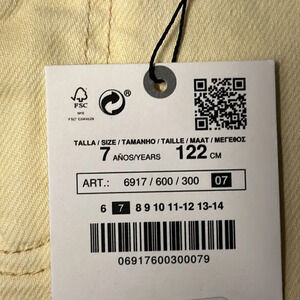 FSC
TALLA / SIZE / TAMANHO / TAILLE / MAAT / ΜΕΓΕΘΟΣ
7 AÑOS/YEARS 122 CM
ART.: 6917 / 600 / 300 07
6 7 8 9 10 11-12 13-14
06917600300079